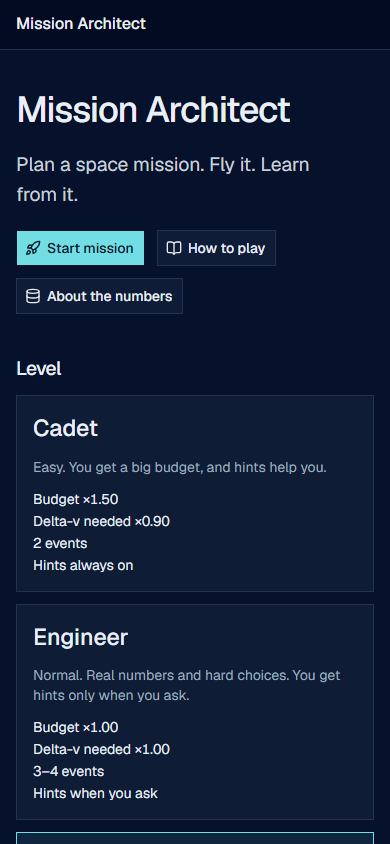 Mission Architect
Mission Architect
Plan a space mission. Fly it. Learn
from it.
Start mission
How to play
About the numbers
Level
Cadet
Easy. You get a big budget, and hints help you.
Budget ×1.50
Delta-v needed ×0.90
2 events
Hints always on
Engineer
Normal. Real numbers and hard choices. You get
hints only when you ask.
Budget ×1.00
Delta-v needed ×1.00
3–4 events
Hints when you ask